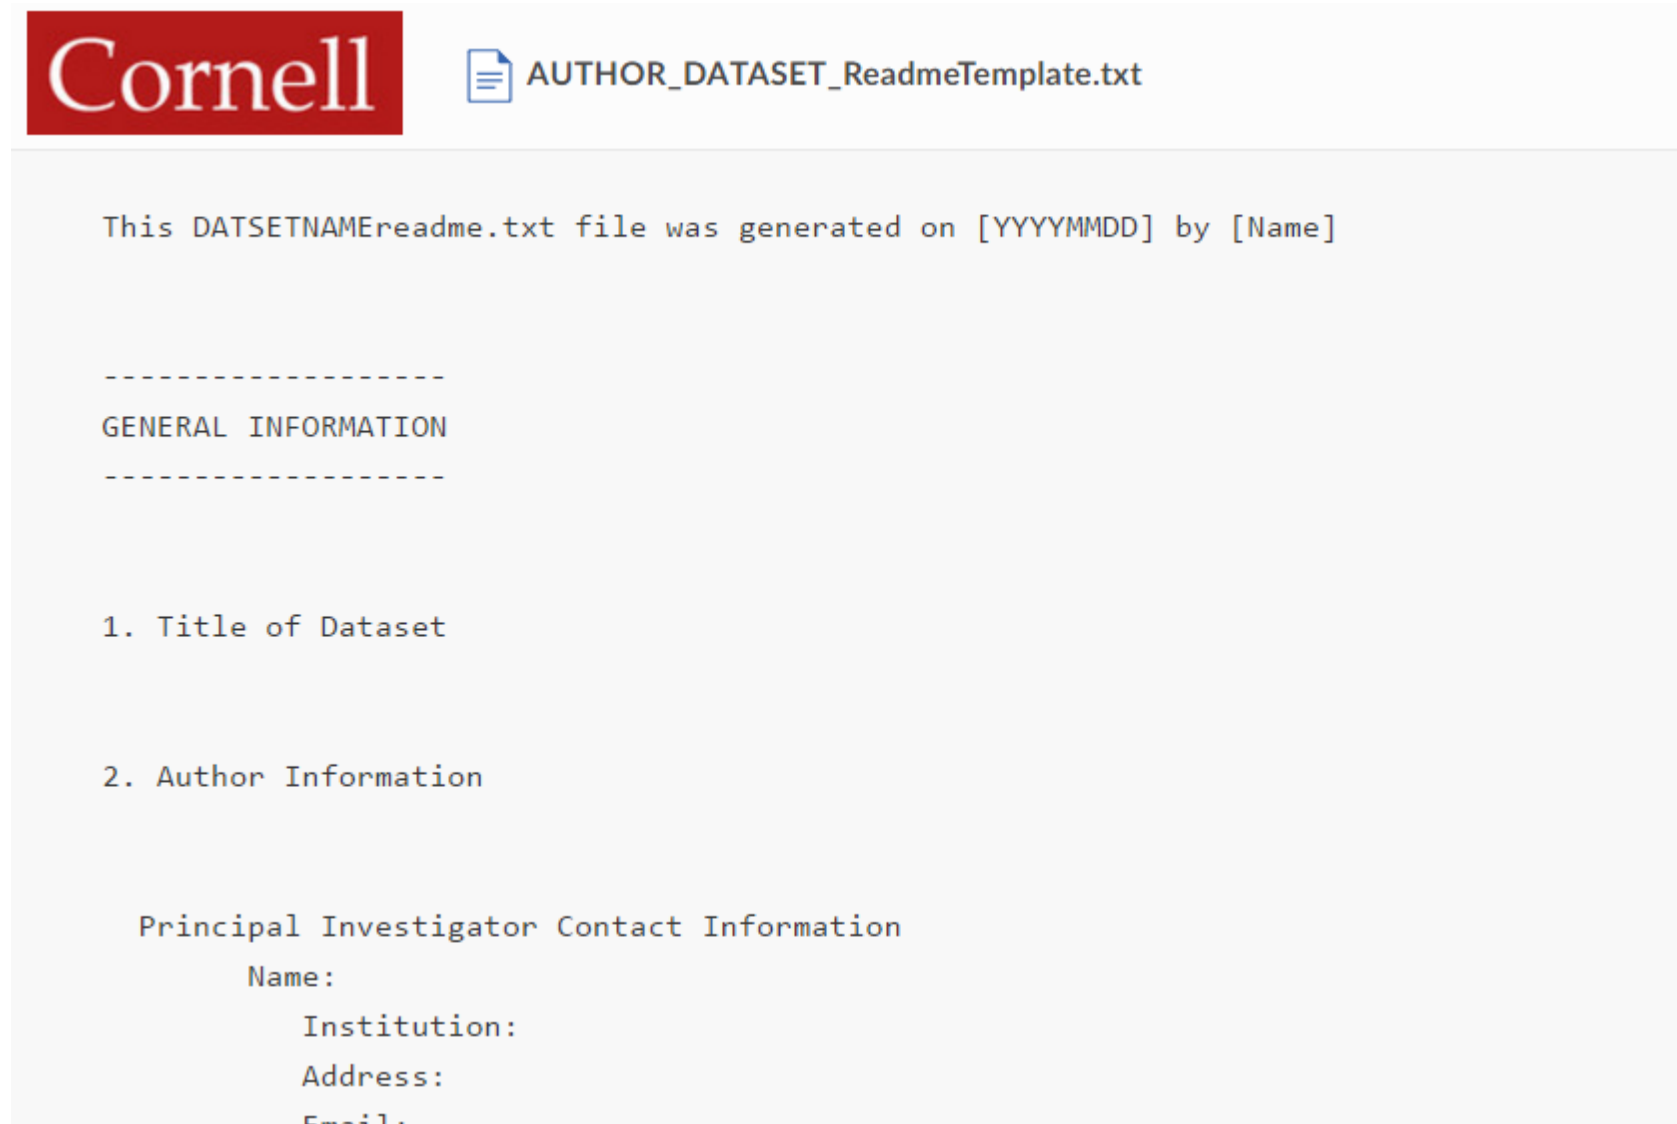 Cornell
AUTHOR_DATASET_ReadmeTemplate.txt
This DATSETNAMEreadme.txt file was generated on [YYYYMMDD] by [Name]
-------------------
GENERAL INFORMATION
-------------------
1. Title of Dataset
2. Author Information
Principal Investigator Contact Information
Name:
Institution:
Address:
Email: